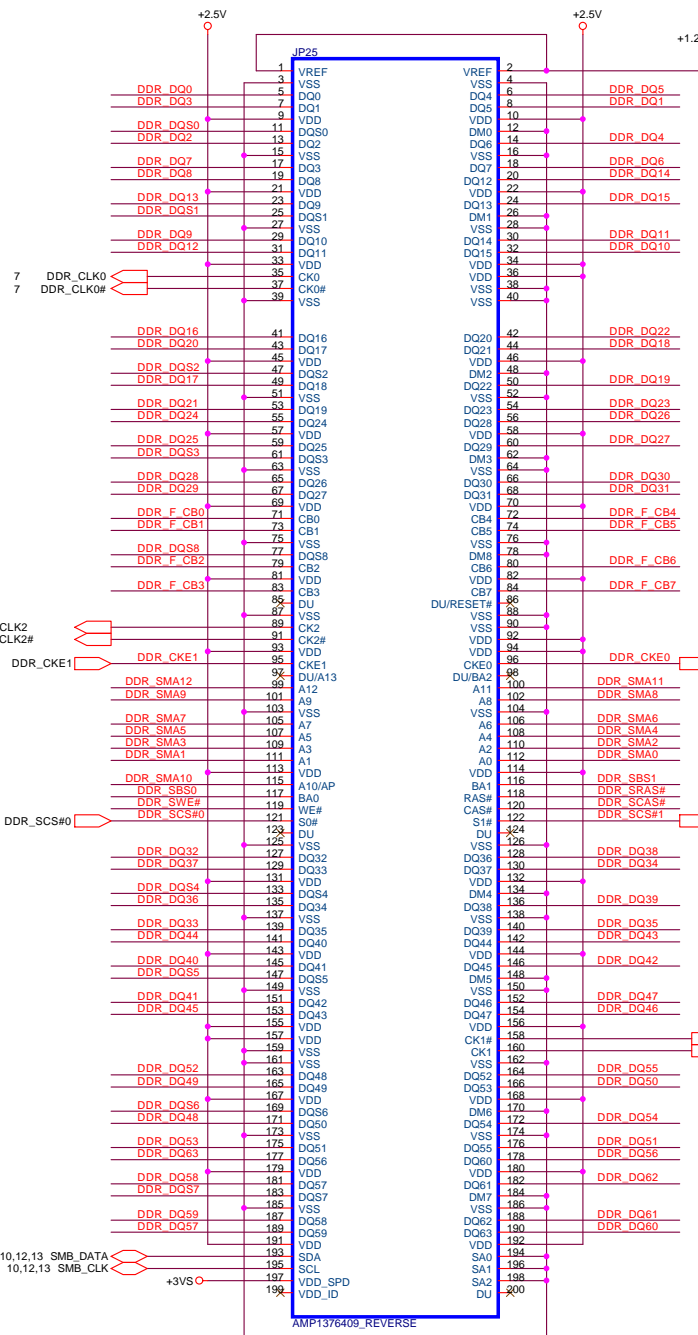 +2.5V +2.5V
+1.2
JP25
1 VREF VREF 2
3 VSS VSS 4
DDR_DQ0 5 DQ0 DQ4 6 DDR_DQ5
DDR_DQ3 7 DQ1 DQ5 8 DDR_DQ1
9 VDD VDD 10
DDR_DQS0 11 DQS0 DM0 12
DDR_DQ2 13 DQ2 DQ6 14 DDR_DQ4
15 VSS VSS 16
DDR_DQ7 17 DQ3 DQ7 18 DDR_DQ6
DDR_DQ8 19 DQ8 DQ12 20 DDR_DQ14
21 VDD VDD 22
DDR_DQ13 23 DQ9 DQ13 24 DDR_DQ15
DDR_DQS1 25 DQS1 DM1 26
27 VSS VSS 28
DDR_DQ9 29 DQ10 DQ14 30 DDR_DQ11
DDR_DQ12 31 DQ11 DQ15 32 DDR_DQ10
33 VDD VDD 34
7 DDR_CLK0 35 CK0 VDD 36
7 DDR_CLK0# 37 CK0# VSS 38
39 VSS VSS 40
DDR_DQ16 41 DQ16 DQ20 42 DDR_DQ22
DDR_DQ20 43 DQ17 DQ21 44 DDR_DQ18
45 VDD VDD 46
DDR_DQS2 47 DQS2 DM2 48
DDR_DQ17 49 DQ18 DQ22 50 DDR_DQ19
51 VSS VSS 52
DDR_DQ21 53 DQ19 DQ23 54 DDR_DQ23
DDR_DQ24 55 DQ24 DQ28 56 DDR_DQ26
57 VDD VDD 58
DDR_DQ25 59 DQ25 DQ29 60 DDR_DQ27
DDR_DQS3 61 DQS3 DM3 62
63 VSS VSS 64
DDR_DQ28 65 DQ26 DQ30 66 DDR_DQ30
DDR_DQ29 67 DQ27 DQ31 68 DDR_DQ31
69 VDD VDD 70
DDR_F_CB0 71 CB0 CB4 72 DDR_F_CB4
DDR_F_CB1 73 CB1 CB5 74 DDR_F_CB5
75 VSS VSS 76
DDR_DQS8 77 DQS8 DM8 78
DDR_F_CB2 79 CB2 CB6 80 DDR_F_CB6
81 VDD VDD 82
DDR_F_CB3 83 CB3 CB7 84 DDR_F_CB7
85 DU DU/RESET# 86
87 VSS VSS 88
CLK2 89 CK2 VSS 90
CLK2# 91 CK2# VDD 92
93 VDD VDD 94
DDR_CKE1 DDR_CKE1 95 CKE1 CKE0 96 DDR_CKE0
97 DU/A13 DU/BA2 98
DDR_SMA12 99 A12 A11 100 DDR_SMA11
DDR_SMA9 101 A9 A8 102 DDR_SMA8
103 VSS VSS 104
DDR_SMA7 105 A7 A6 106 DDR_SMA6
DDR_SMA5 107 A5 A4 108 DDR_SMA4
DDR_SMA3 109 A3 A2 110 DDR_SMA2
DDR_SMA1 111 A1 A0 112 DDR_SMA0
113 VDD VDD 114
DDR_SMA10 115 A10/AP BA1 116 DDR_SBS1
DDR_SBS0 117 BA0 RAS# 118 DDR_SRAS#
DDR_SWE# 119 WE# CAS# 120 DDR_SCAS#
DDR_SCS#0 DDR_SCS#0 121 S0# S1# 122 DDR_SCS#1
123 DU DU 124
125 VSS VSS 126
DDR_DQ32 127 DQ32 DQ36 128 DDR_DQ38
DDR_DQ37 129 DQ33 DQ37 130 DDR_DQ34
131 VDD VDD 132
DDR_DQS4 133 DQS4 DM4 134
DDR_DQ36 135 DQ34 DQ38 136 DDR_DQ39
137 VSS VSS 138
DDR_DQ33 139 DQ35 DQ39 140 DDR_DQ35
DDR_DQ44 141 DQ40 DQ44 142 DDR_DQ43
143 VDD VDD 144
DDR_DQ40 145 DQ41 DQ45 146 DDR_DQ42
DDR_DQS5 147 DQS5 DM5 148
149 VSS VSS 150
DDR_DQ41 151 DQ42 DQ46 152 DDR_DQ47
DDR_DQ45 153 DQ43 DQ47 154 DDR_DQ46
155 VDD VDD 156
157 VDD CK1# 158
159 VSS CK1 160
161 VSS VSS 162
DDR_DQ52 163 DQ48 DQ52 164 DDR_DQ55
DDR_DQ49 165 DQ49 DQ53 166 DDR_DQ50
167 VDD VDD 168
DDR_DQS6 169 DQS6 DM6 170
DDR_DQ48 171 DQ50 DQ54 172 DDR_DQ54
173 VSS VSS 174
DDR_DQ53 175 DQ51 DQ55 176 DDR_DQ51
DDR_DQ63 177 DQ56 DQ60 178 DDR_DQ56
179 VDD VDD 180
DDR_DQ58 181 DQ57 DQ61 182 DDR_DQ62
DDR_DQS7 183 DQS7 DM7 184
185 VSS VSS 186
DDR_DQ59 187 DQ58 DQ62 188 DDR_DQ61
DDR_DQ57 189 DQ59 DQ63 190 DDR_DQ60
191 VDD VDD 192
10,12,13 SMB_DATA 193 SDA SA0 194
10,12,13 SMB_CLK 195 SCL SA1 196
+3VS 197 VDD_SPD SA2 198
199 VDD_ID DU 200
AMP1376409_REVERSE